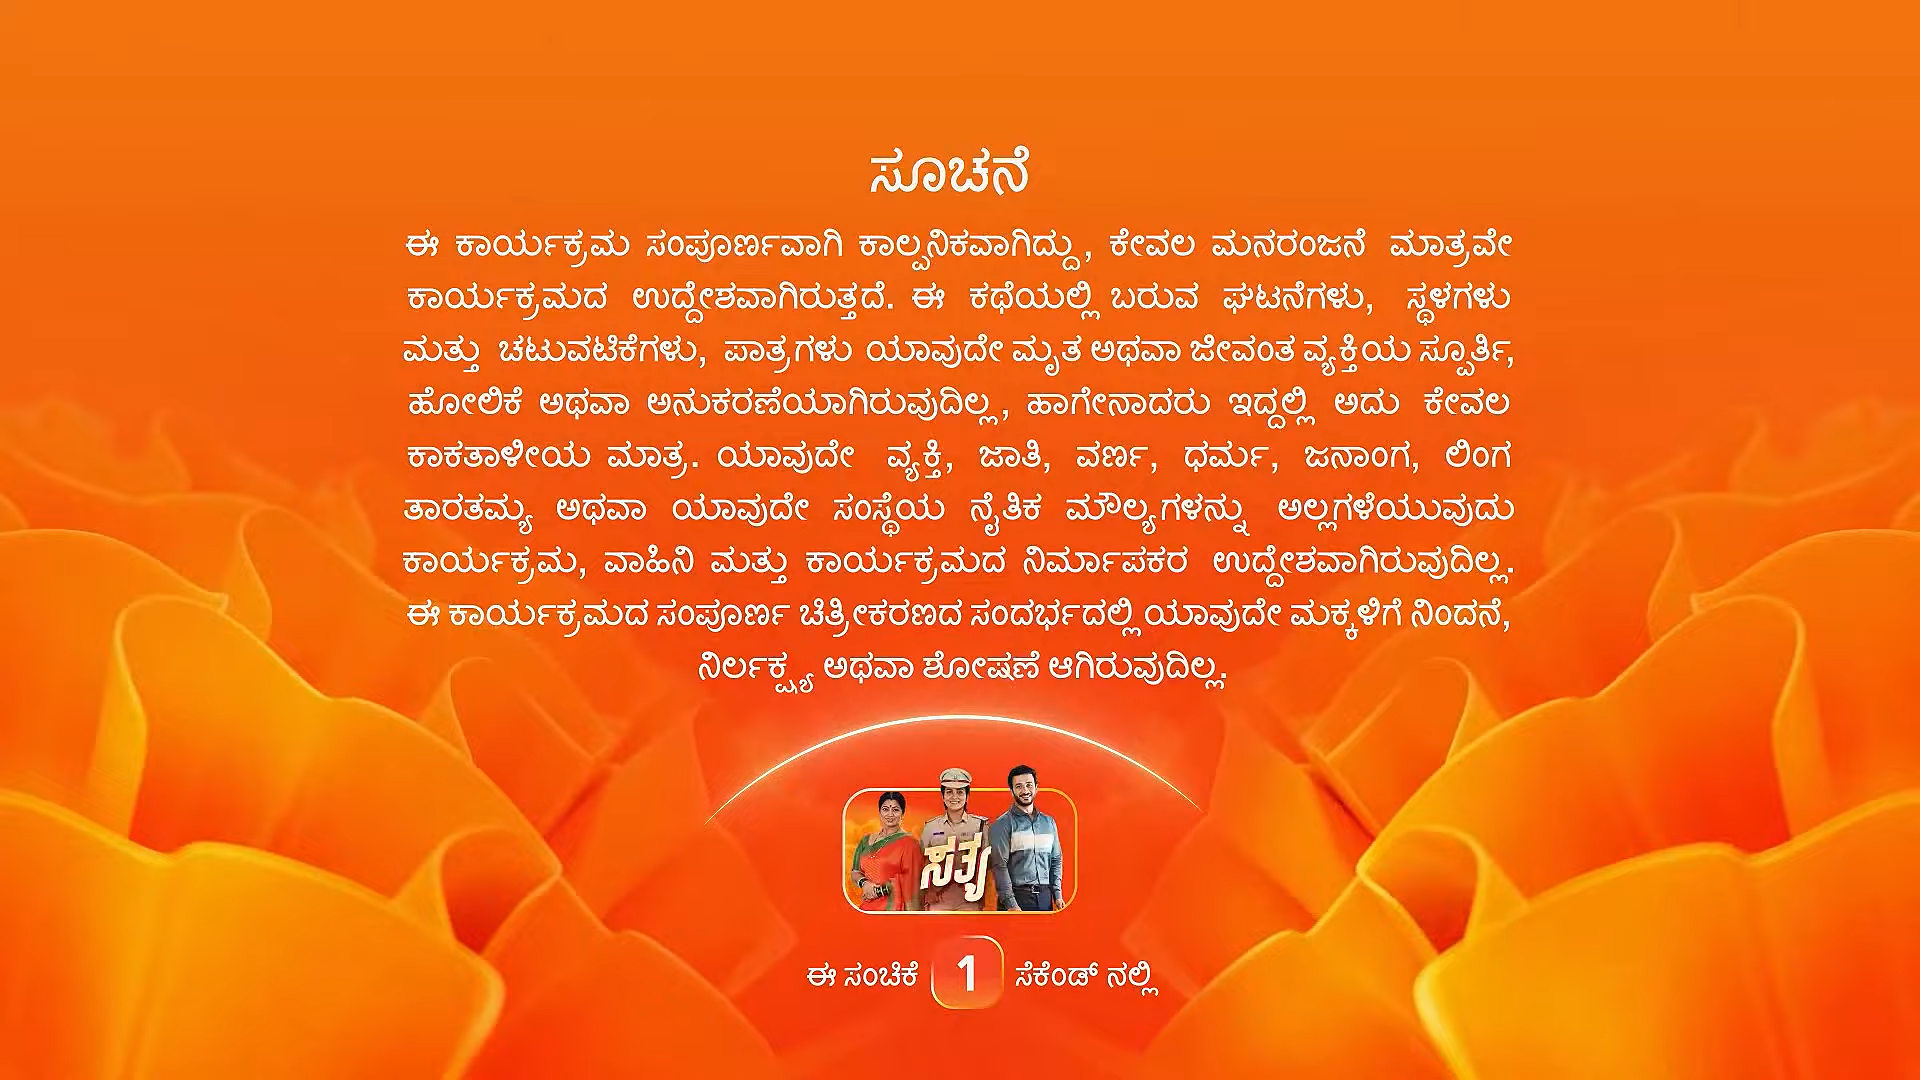 ಸೂಚನೆ
ಈ ಕಾರ್ಯಕ್ರಮ ಸಂಪೂರ್ಣವಾಗಿ ಕಾಲ್ಪನಿಕವಾಗಿದ್ದು, ಕೇವಲ ಮನರಂಜನೆ ಮಾತ್ರವೇ
ಕಾರ್ಯಕ್ರಮದ ಉದ್ದೇಶವಾಗಿರುತ್ತದೆ. ಈ ಕಥೆಯಲ್ಲಿ ಬರುವ ಘಟನೆಗಳು, ಸ್ಥಳಗಳು
ಮತ್ತು ಚಟುವಟಿಕೆಗಳು, ಪಾತ್ರಗಳು ಯಾವುದೇ ಮೃತ ಅಥವಾ ಜೀವಂತ ವ್ಯಕ್ತಿಯ ಸ್ಪೂರ್ತಿ,
ಹೋಲಿಕೆ ಅಥವಾ ಅನುಕರಣೆಯಾಗಿರುವುದಿಲ್ಲ, ಹಾಗೇನಾದರು ಇದ್ದಲ್ಲಿ ಅದು ಕೇವಲ
ಕಾಕತಾಳೀಯ ಮಾತ್ರ. ಯಾವುದೇ ವ್ಯಕ್ತಿ, ಜಾತಿ, ವರ್ಣ, ಧರ್ಮ, ಜನಾಂಗ, ಲಿಂಗ
ತಾರತಮ್ಯ ಅಥವಾ ಯಾವುದೇ ಸಂಸ್ಥೆಯ ನೈತಿಕ ಮೌಲ್ಯಗಳನ್ನು ಅಲ್ಲಗಳೆಯುವುದು
ಕಾರ್ಯಕ್ರಮ, ವಾಹಿನಿ ಮತ್ತು ಕಾರ್ಯಕ್ರಮದ ನಿರ್ಮಾಪಕರ ಉದ್ದೇಶವಾಗಿರುವುದಿಲ್ಲ.
ಈ ಕಾರ್ಯಕ್ರಮದ ಸಂಪೂರ್ಣ ಚಿತ್ರೀಕರಣದ ಸಂದರ್ಭದಲ್ಲಿ ಯಾವುದೇ ಮಕ್ಕಳಿಗೆ ನಿಂದನೆ,
ನಿರ್ಲಕ್ಷ್ಯ ಅಥವಾ ಶೋಷಣೆ ಆಗಿರುವುದಿಲ್ಲ.
ಸತ್ಯ
ಈ ಸಂಚಿಕೆ 1 ಸೆಕೆಂಡ್ ನಲ್ಲಿ